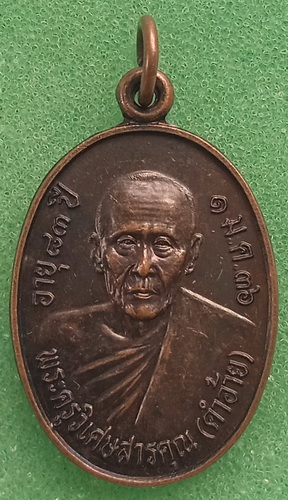 อายุ ๘๓ ปี
๑ ม.ค. ๓๖
พระครูวิเศษสารคุณ (คำอ้าย)